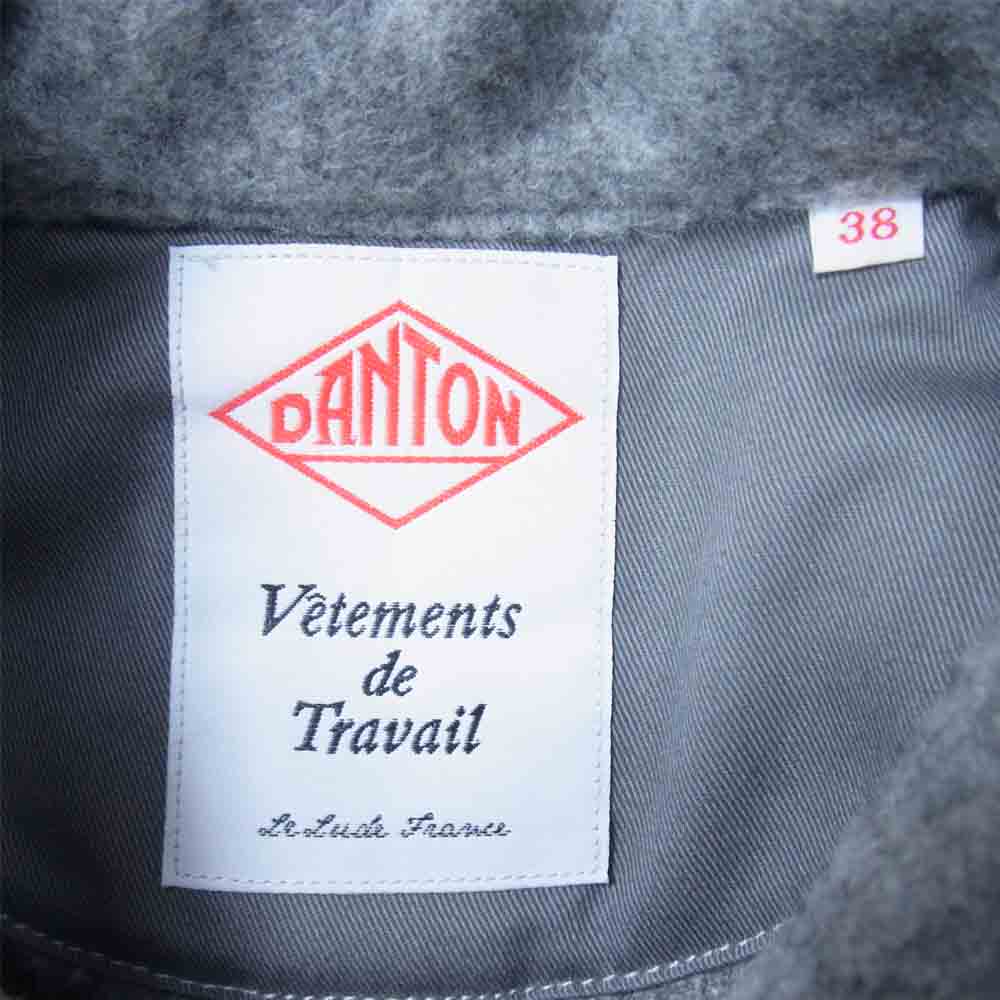 38
DANTON
Vêtements
de
Travail
Le Lude France